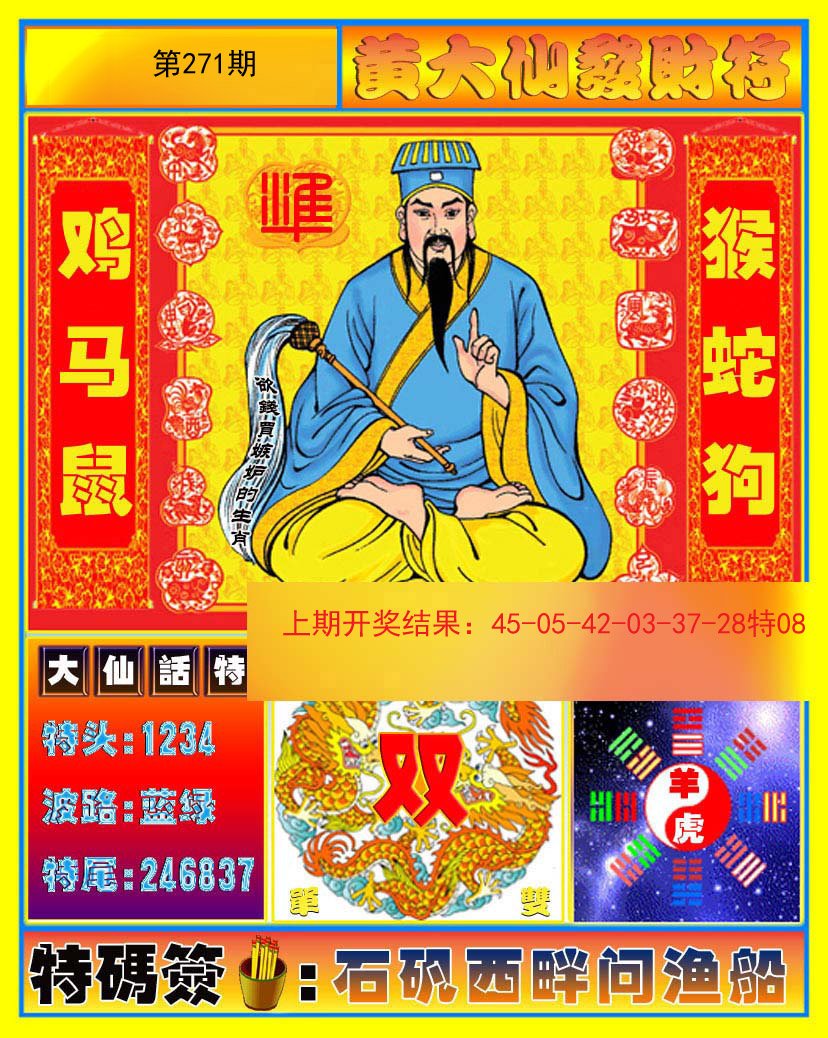 第271期
黄大仙發財符
鸡马鼠
猴蛇狗
欲錢買嫉妒的生肖
上期开奖结果：45-05-42-03-37-28特08
大仙話特
特头:1234
波路:蓝绿
特尾:246837
双
單
雙
羊
虎
特碼簽:石矾西畔问渔船